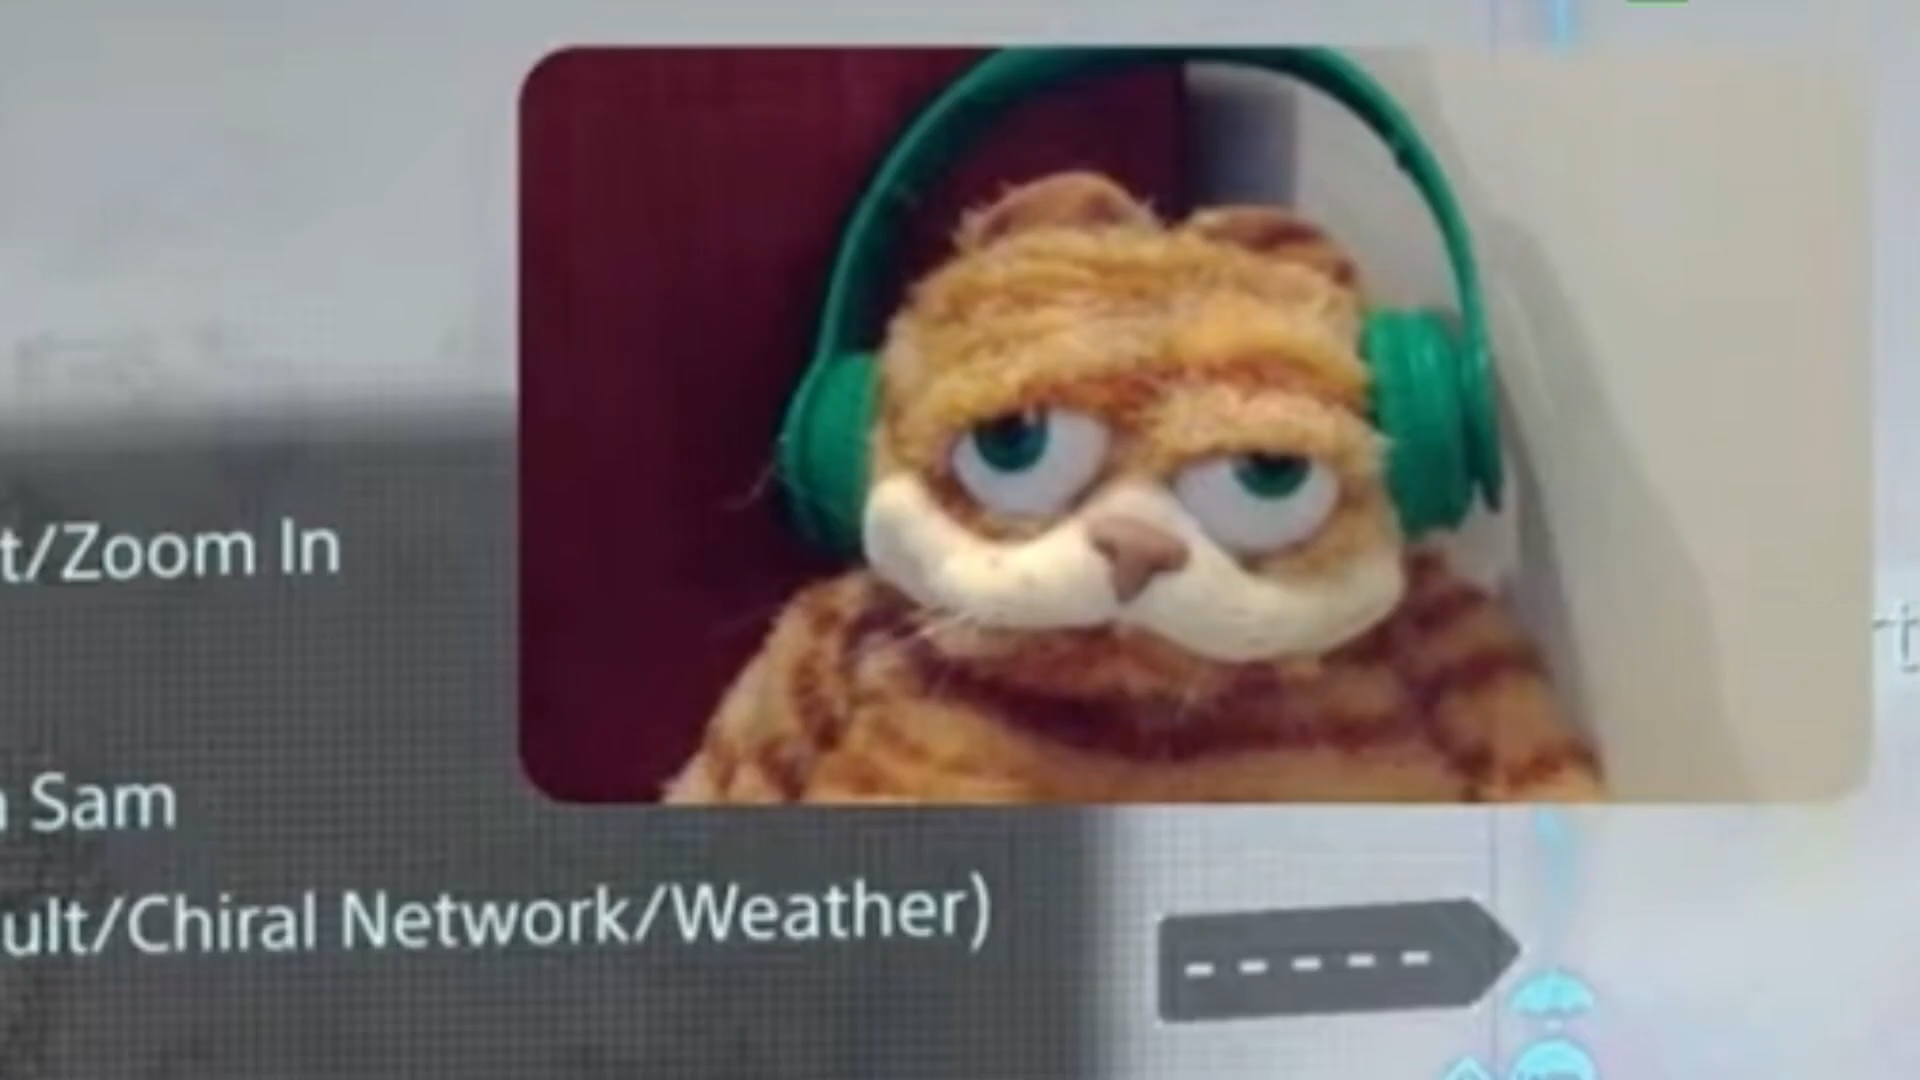 t/Zoom In
Sam
ult/Chiral Network/Weather)
-----